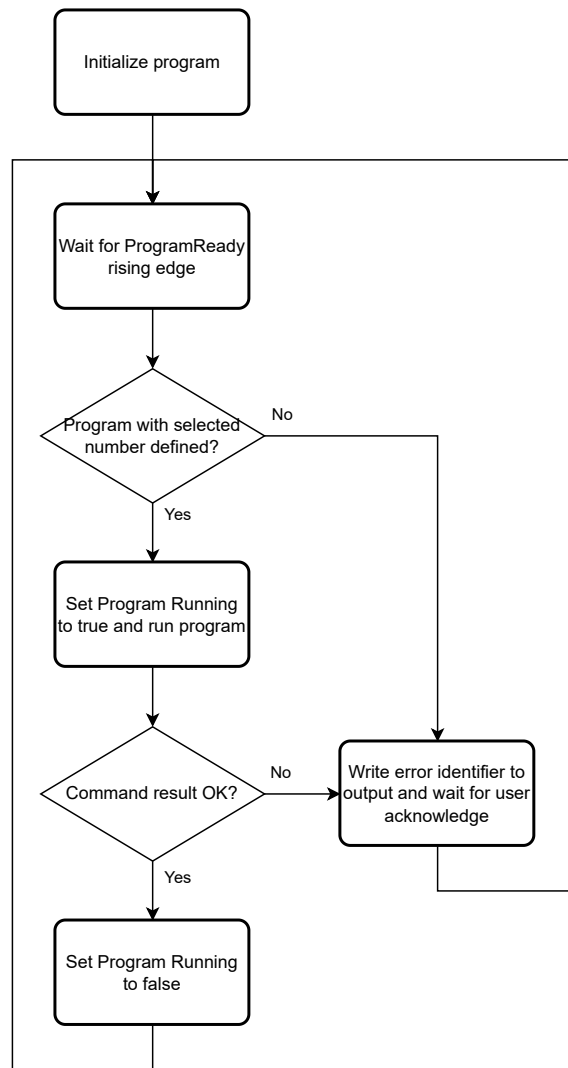 Initialize program
Wait for ProgramReady
rising edge
Program with selected
number defined?
No
Yes
Set Program Running
to true and run program
Command result OK?
No
Write error identifier to
output and wait for user
acknowledge
Yes
Set Program Running
to false